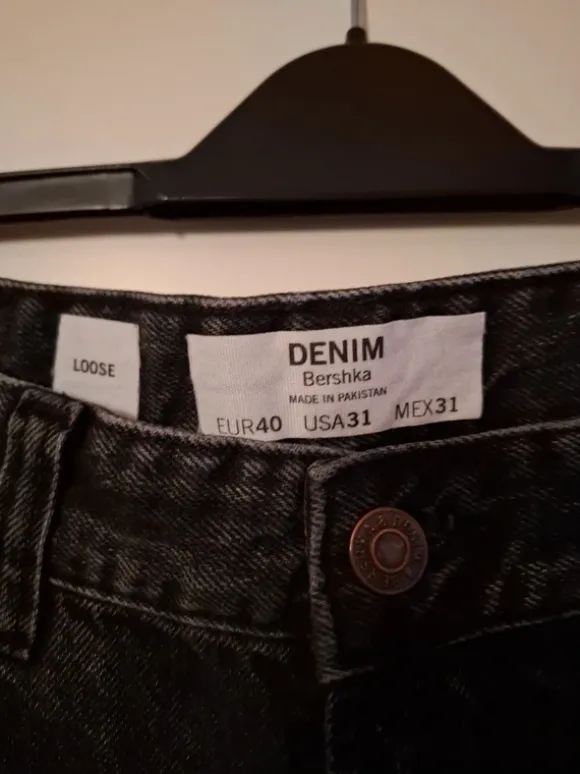 LOOSE
DENIM
Bershka
MADE IN PAKISTAN
EUR40 USA31 MEX31